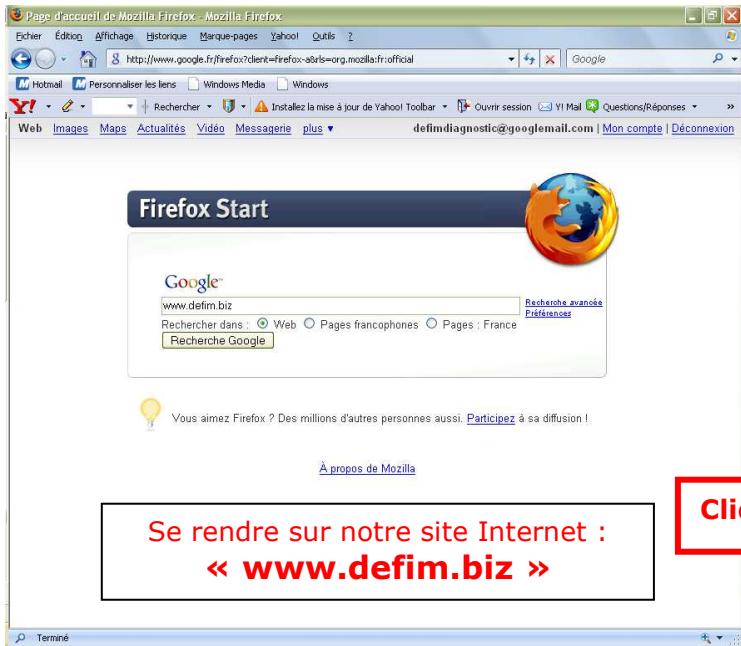 Page d'accueil de Mozilla Firefox - Mozilla Firefox
Fichier Édition Affichage Historique Marque-pages Yahoo! Outils ?
http://www.google.fr/firefox?client=firefox-a&rls=org.mozilla:fr:official Google
Hotmail Personnaliser les liens Windows Media Windows
Y! Rechercher Installez la mise à jour de Yahoo! Toolbar Ouvrir session Y! Mail Questions/Réponses »
Web Images Maps Actualités Vidéo Messagerie plus ▼ defimdiagnostic@googlemail.com | Mon compte | Déconnexion
Firefox Start
Google™
www.defim.biz Recherche avancée
Préférences
Rechercher dans : Web Pages francophones Pages : France
Recherche Google
Vous aimez Firefox ? Des millions d'autres personnes aussi. Participez à sa diffusion !
À propos de Mozilla
Se rendre sur notre site Internet :
« www.defim.biz »
Terminé